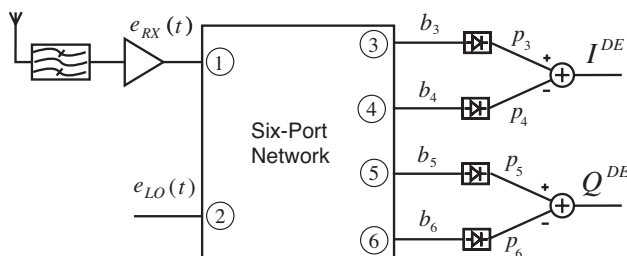 e_RX (t)
1
e_LO (t)
2
Six-Port
Network
3
b_3
p_3
+
I^DE
4
b_4
p_4
−
5
b_5
p_5
+
Q^DE
6
b_6
p_6
−